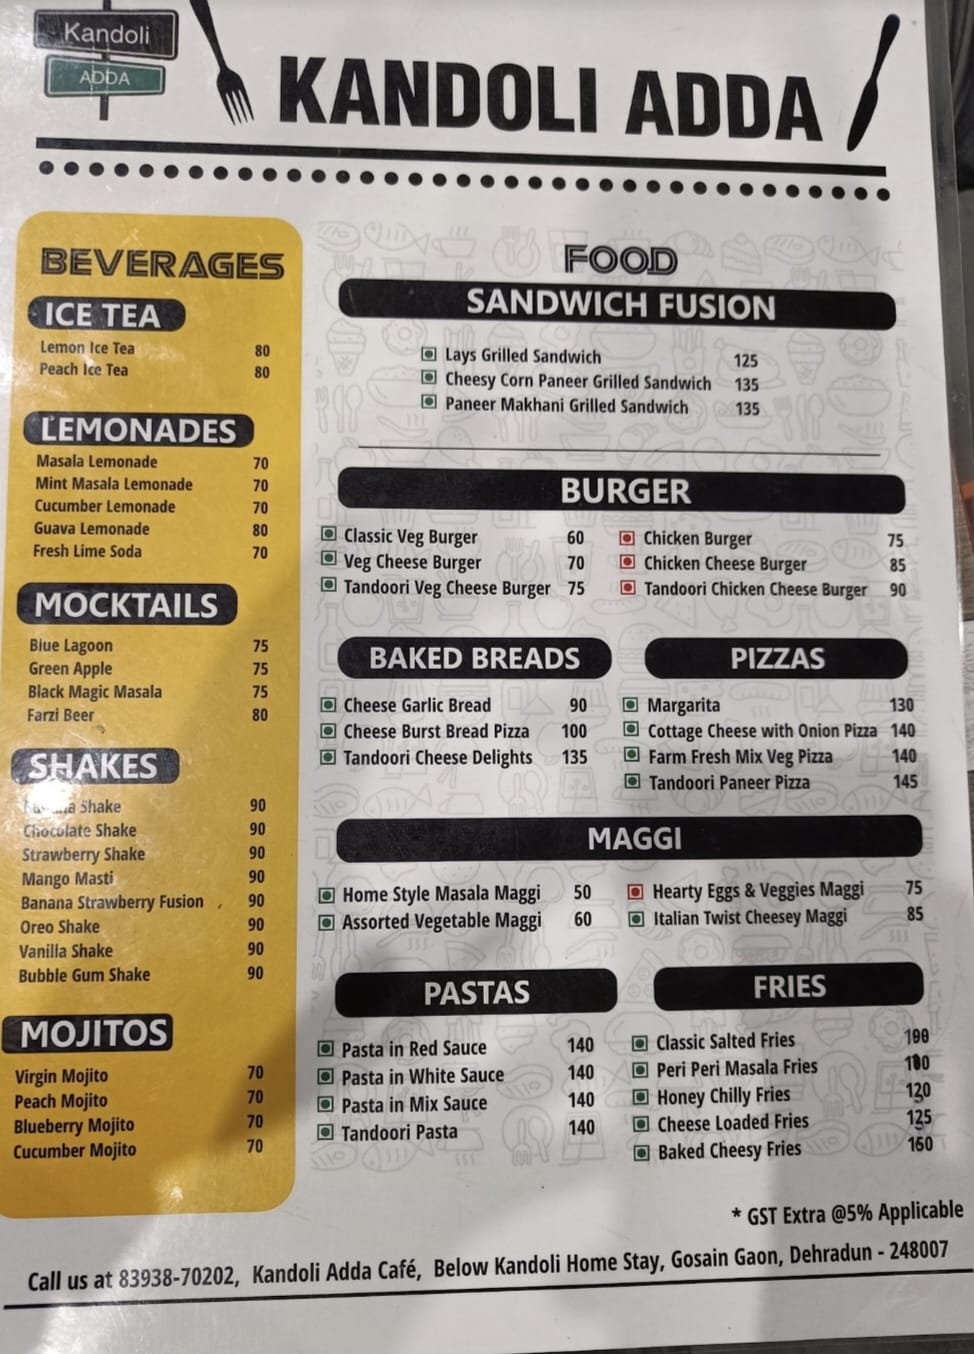 Kandoli
ADDA
KANDOLI ADDA
BEVERAGES
ICE TEA
Lemon Ice Tea 80
Peach Ice Tea 80
LEMONADES
Masala Lemonade 70
Mint Masala Lemonade 70
Cucumber Lemonade 70
Guava Lemonade 80
Fresh Lime Soda 70
MOCKTAILS
Blue Lagoon 75
Green Apple 75
Black Magic Masala 75
Farzi Beer 80
SHAKES
Shake 90
Chocolate Shake 90
Strawberry Shake 90
Mango Masti 90
Banana Strawberry Fusion 90
Oreo Shake 90
Vanilla Shake 90
Bubble Gum Shake 90
MOJITOS
Virgin Mojito 70
Peach Mojito 70
Blueberry Mojito 70
Cucumber Mojito 70
FOOD
SANDWICH FUSION
Lays Grilled Sandwich 125
Cheesy Corn Paneer Grilled Sandwich 135
Paneer Makhani Grilled Sandwich 135
BURGER
Classic Veg Burger 60
Veg Cheese Burger 70
Tandoori Veg Cheese Burger 75
Chicken Burger 75
Chicken Cheese Burger 85
Tandoori Chicken Cheese Burger 90
BAKED BREADS
Cheese Garlic Bread 90
Cheese Burst Bread Pizza 100
Tandoori Cheese Delights 135
PIZZAS
Margarita 130
Cottage Cheese with Onion Pizza 140
Farm Fresh Mix Veg Pizza 140
Tandoori Paneer Pizza 145
MAGGI
Home Style Masala Maggi 50
Assorted Vegetable Maggi 60
Hearty Eggs & Veggies Maggi 75
Italian Twist Cheesey Maggi 85
PASTAS
Pasta in Red Sauce 140
Pasta in White Sauce 140
Pasta in Mix Sauce 140
Tandoori Pasta 140
FRIES
Classic Salted Fries
Peri Peri Masala Fries
Honey Chilly Fries 120
Cheese Loaded Fries 125
Baked Cheesy Fries
* GST Extra @5% Applicable
Call us at 83938-70202, Kandoli Adda Café, Below Kandoli Home Stay, Gosain Gaon, Dehradun - 248007